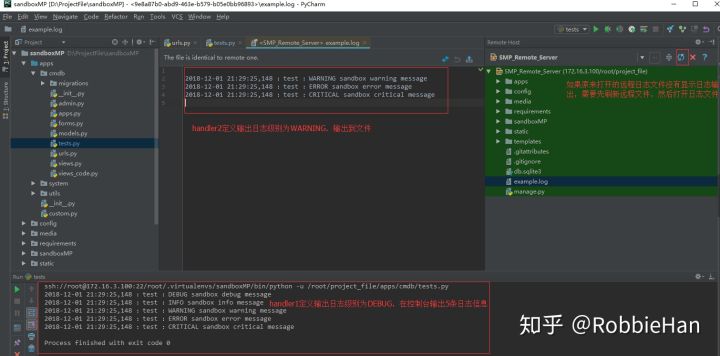 sandboxMP [D:\ProjectFile\sandboxMP] - <9e8a87b0-abd9-463e-b579-b05e0bb96893>\example.log - PyCharm
File Edit View Navigate Code Refactor Run Tools VCS Window Help
example.log
tests
Project
urls.py
tests.py
<SMP_Remote_Server> example.log
Remote Host
The file is identical to remote one.
SMP_Remote_Server
sandboxMP D:\ProjectFile\sandboxMP
apps
cmdb
migrations
__init__.py
admin.py
apps.py
forms.py
models.py
tests.py
urls.py
views.py
views_code.py
system
utils
__init__.py
custom.py
config
media
requirements
sandboxMP
static
1: Project
7: Structure
1
2
3
4
5
2018-12-01 21:29:25,148 : test : WARNING sandbox warning message
2018-12-01 21:29:25,148 : test : ERROR sandbox error message
2018-12-01 21:29:25,148 : test : CRITICAL sandbox critical message
handler2定义输出日志级别为WARNING、输出到文件
SMP_Remote_Server (172.16.3.100/root/project_file)
apps
config
media
requirements
sandboxMP
static
templates
.gitattributes
.gitignore
db.sqlite3
example.log
manage.py
如果原来打开的远程日志文件没有显示日志输
出，需要先刷新远程文件，然后打开日志文件
Run tests
ssh://root@172.16.3.100:22/root/.virtualenvs/sandboxMP/bin/python -u /root/project_file/apps/cmdb/tests.py
2018-12-01 21:29:25,148 : test : DEBUG sandbox debug message
2018-12-01 21:29:25,148 : test : INFO sandbox info message
2018-12-01 21:29:25,148 : test : WARNING sandbox warning message
2018-12-01 21:29:25,148 : test : ERROR sandbox error message
2018-12-01 21:29:25,148 : test : CRITICAL sandbox critical message
handler1定义输出日志级别为DEBUG、在控制台输出5条日志信息
Process finished with exit code 0
知乎 @RobbieHan